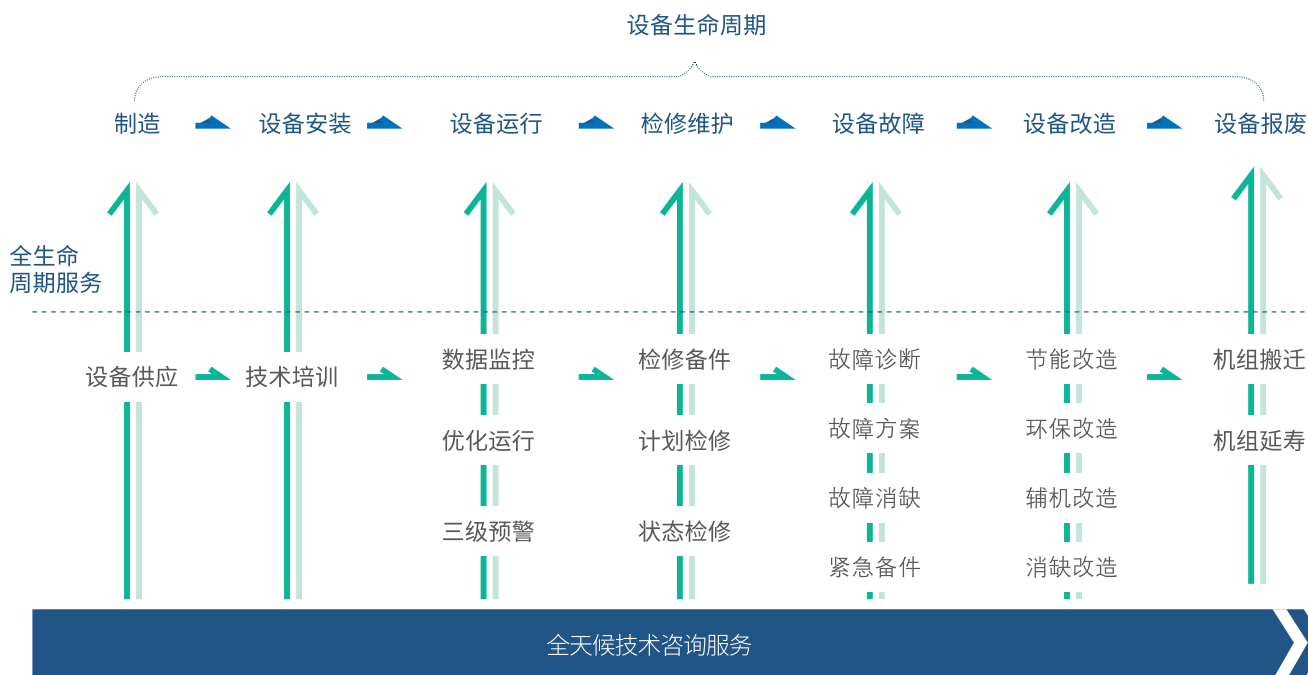 设备生命周期
制造
设备安装
设备运行
检修维护
设备故障
设备改造
设备报废
全生命
周期服务
设备供应
技术培训
数据监控
优化运行
三级预警
检修备件
计划检修
状态检修
故障诊断
故障方案
故障消缺
紧急备件
节能改造
环保改造
辅机改造
消缺改造
机组搬迁
机组延寿
全天候技术咨询服务